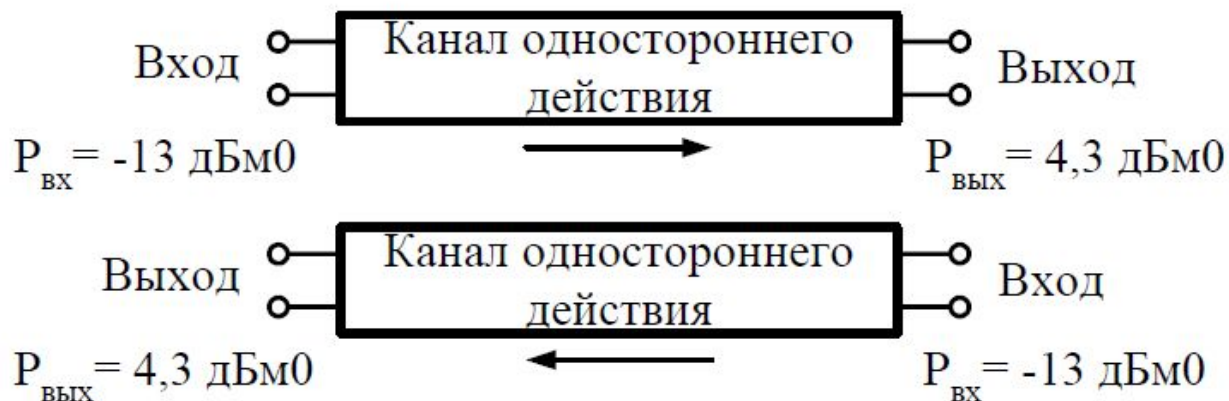 Вход
Канал одностороннего
действия
Выход
Pвх= -13 дБм0
Pвых= 4,3 дБм0
Выход
Канал одностороннего
действия
Вход
Pвых= 4,3 дБм0
Pвх= -13 дБм0